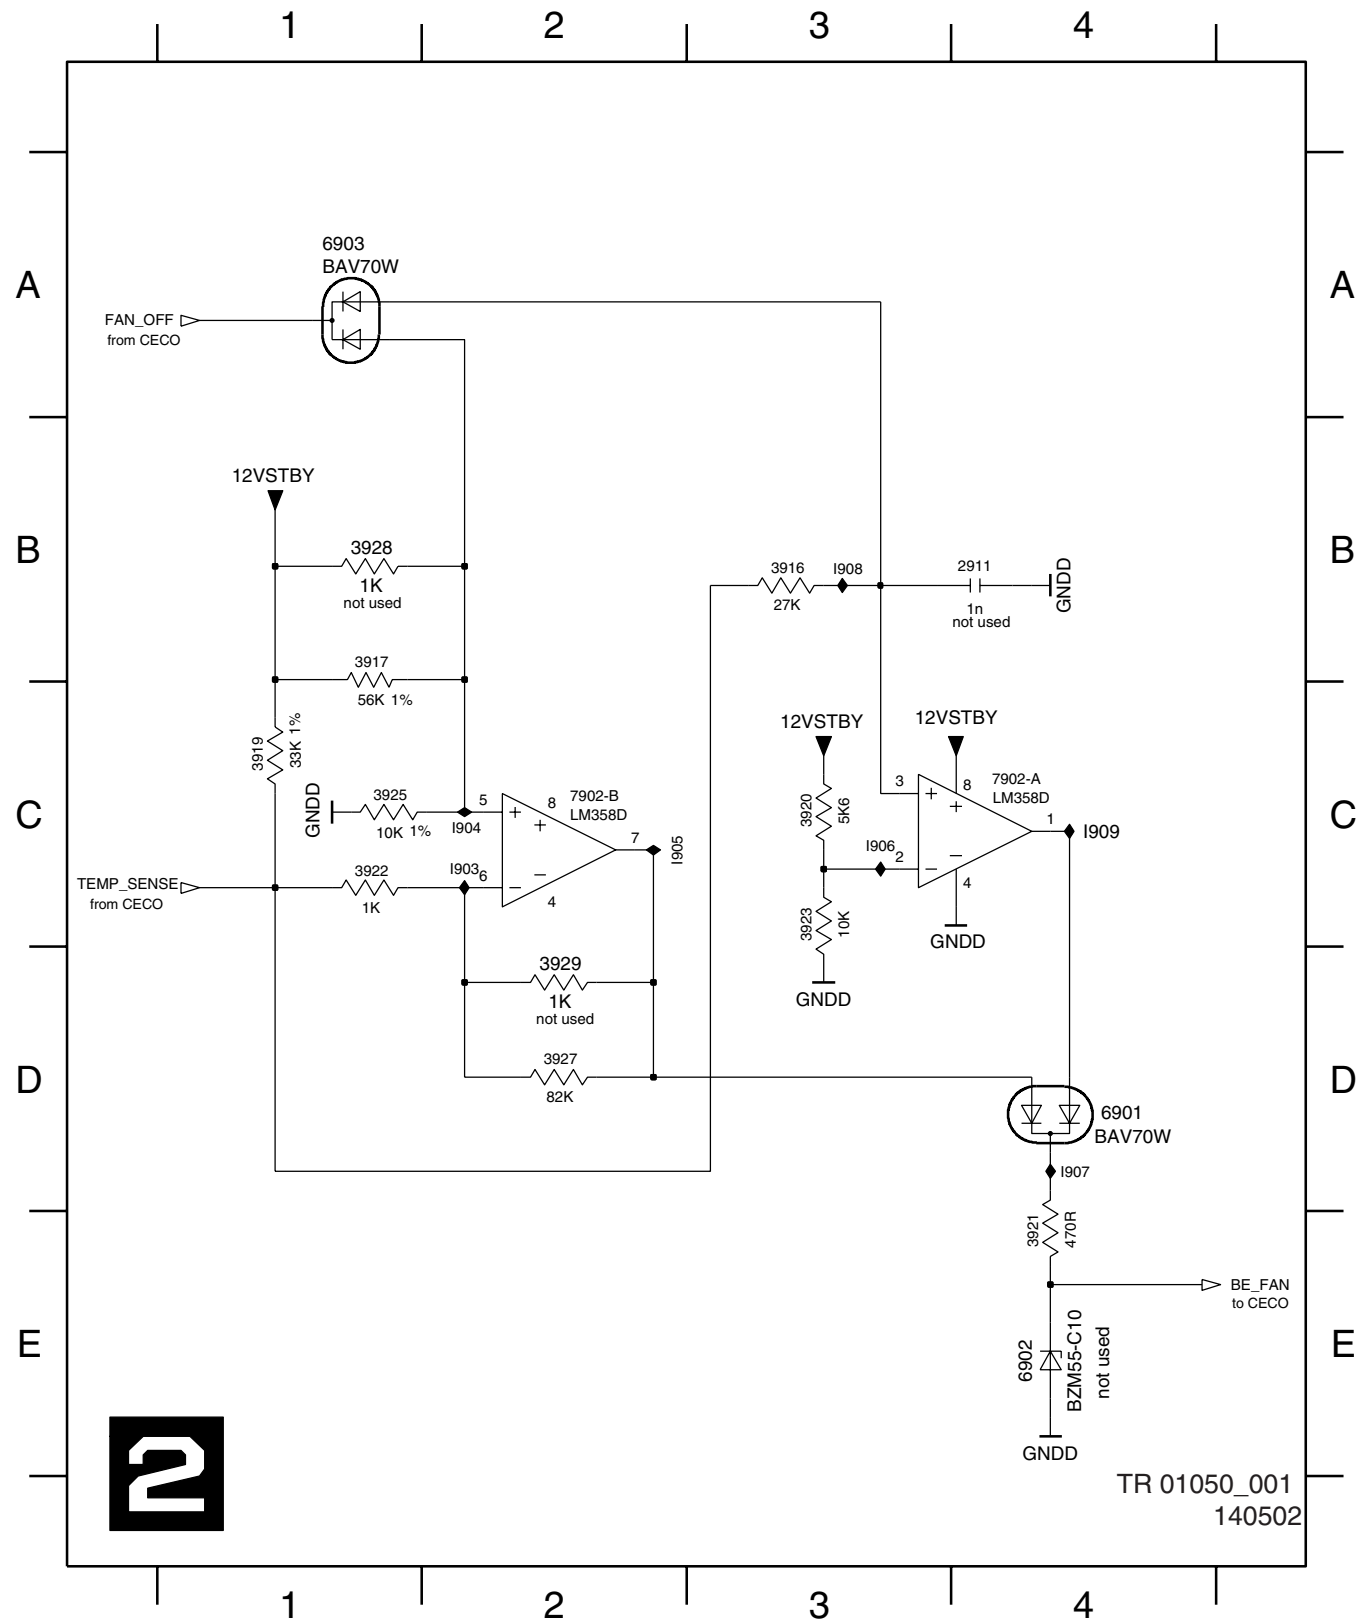 1 2 3 4
A A
6903
BAV70W
FAN_OFF
from CECO
B B
12VSTBY
3928
1K
not used
3916
27K
I908
2911
1n
not used
GNDD
3917
56K 1%
3919
33K 1%
12VSTBY
12VSTBY
C C
GNDD
3925
10K 1%
I904
5
8
7902-B
LM358D
7
I905
3920
5K6
3
8
7902-A
LM358D
1
I909
TEMP_SENSE
from CECO
3922
1K
I903
6
4
I906
2
4
3923
10K
GNDD
GNDD
3929
1K
not used
D D
3927
82K
6901
BAV70W
I907
3921
470R
BE_FAN
to CECO
E E
6902
BZM55-C10
not used
GNDD
2
TR 01050_001
140502
1 2 3 4